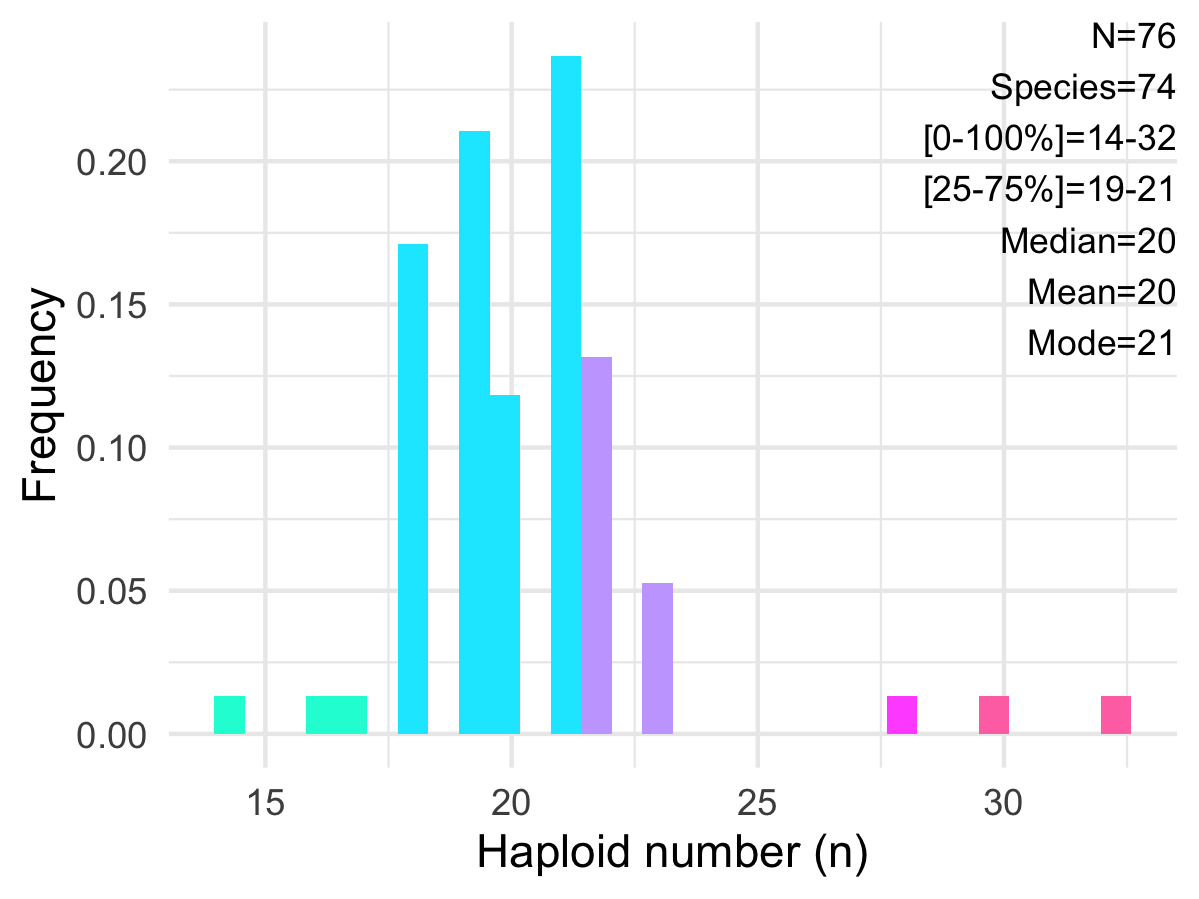 N=76
Species=74
[0-100%]=14-32
[25-75%]=19-21
Median=20
Mean=20
Mode=21
Frequency
0.20
0.15
0.10
0.05
0.00
15 20 25 30
Haploid number (n)